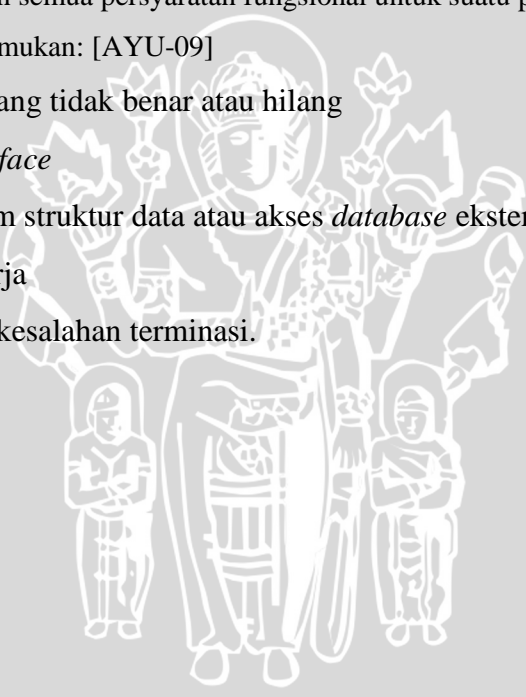 semua persyaratan fungsional untuk suatu p
mukan: [AYU-09]
ang tidak benar atau hilang
face
m struktur data atau akses database ekster
rja
kesalahan terminasi.